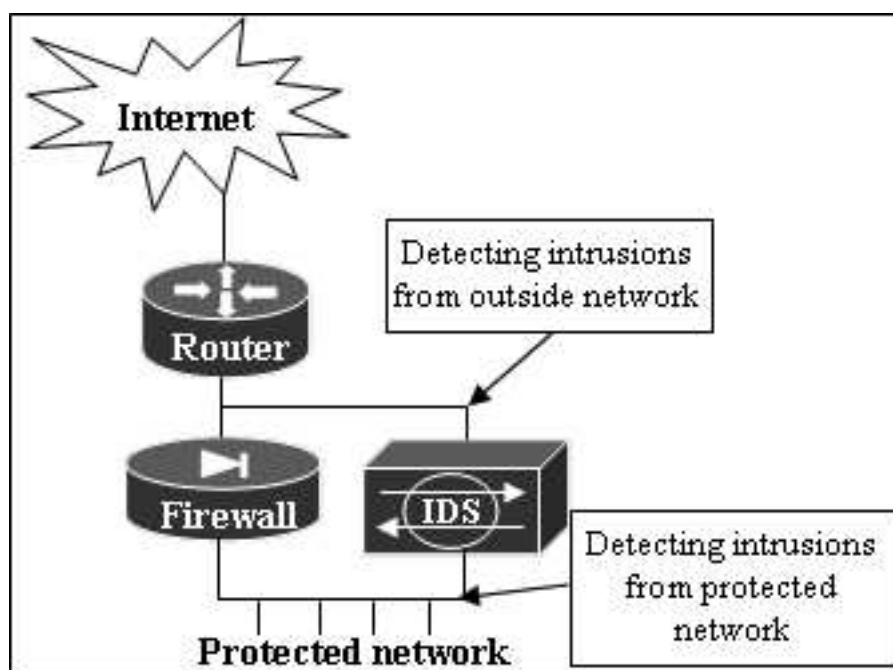 Internet
Detecting intrusions
from outside network
Router
Firewall
IDS
Detecting intrusions
from protected
network
Protected network